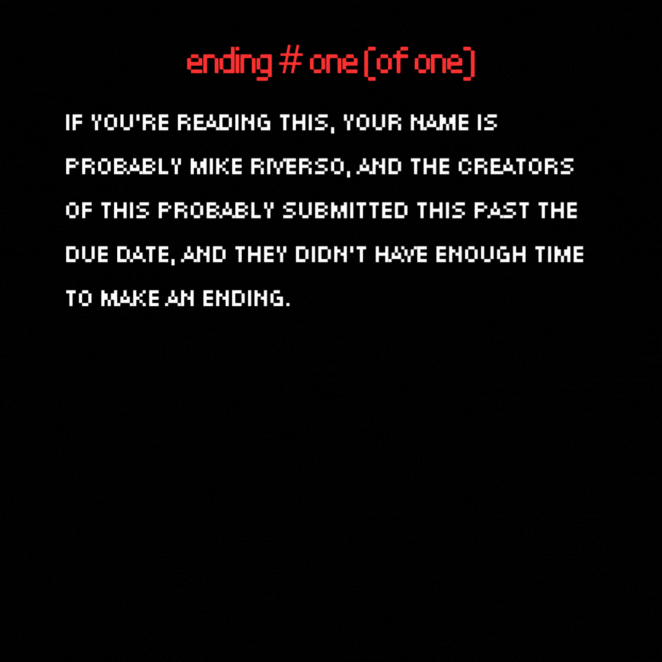 ending # one (of one)
IF YOU'RE READING THIS, YOUR NAME IS
PROBABLY MIKE RIVERSO, AND THE CREATORS
OF THIS PROBABLY SUBMITTED THIS PAST THE
DUE DATE, AND THEY DIDN'T HAVE ENOUGH TIME
TO MAKE AN ENDING.